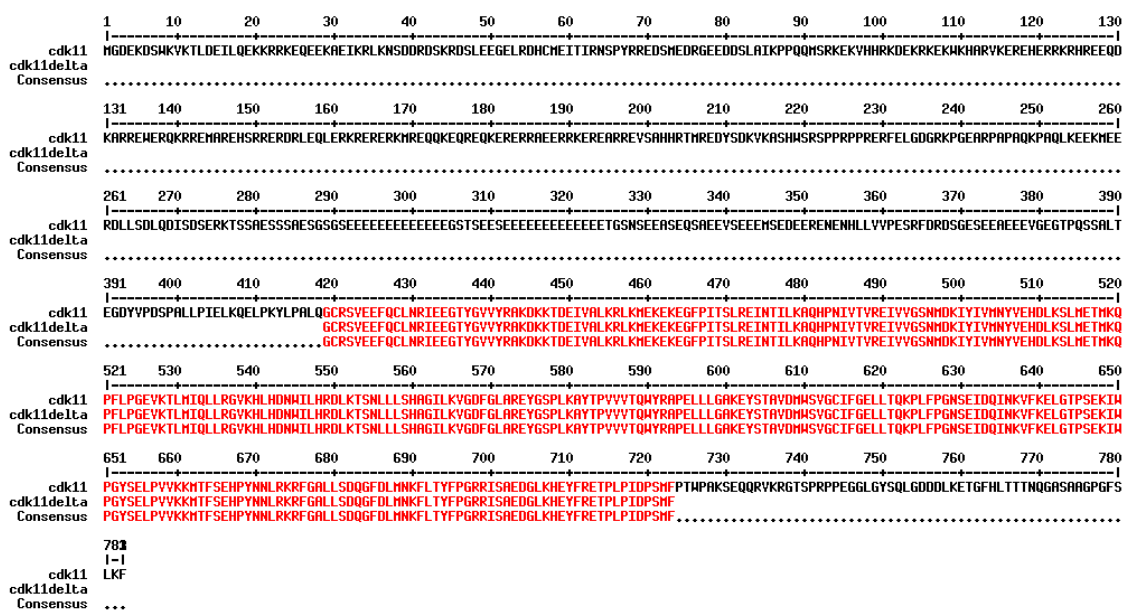 1 10 20 30 40 50 60 70 80 90 100 110 120 130
|---------+---------+---------+---------+---------+---------+---------+---------+---------+---------+---------+---------+---------|
cdk11 MGDEKDSWKVKTLDEILQEKKRRKEQEEKAEIKRLKNSDDRDSKRDSLEEGELRDHCMEITIRNSPYRREDSMEDRGEEDDSLAIKPPQQMSRKEKVHHRKDEKRKEKWKHARVKEREHERRKRHREEQD
cdk11delta
Consensus ..................................................................................................................................
131 140 150 160 170 180 190 200 210 220 230 240 250 260
|---------+---------+---------+---------+---------+---------+---------+---------+---------+---------+---------+---------+---------|
cdk11 KARREWERQKRREMAREHSRRERDRLEQLERKRERERKMREQQKEQREQKERERRAEERRKEREARREVSAHHRTMREDYSDKVKASHWSRSPPRPPRERFELGDGRKPGEARPAPAQKPAQLKEEKMEE
cdk11delta
Consensus ..................................................................................................................................
261 270 280 290 300 310 320 330 340 350 360 370 380 390
|---------+---------+---------+---------+---------+---------+---------+---------+---------+---------+---------+---------+---------|
cdk11 RDLLSDLQDISDSERKTSSAESSSAESGSGSEEEEEEEEEEEEEGSTSEESEEEEEEEEEEEEETGSNSEEASEQSAEEVSEEEMSEDEERENENHLLVVPESRFDRDSGESEEAEEEVGEGTPQSSALT
cdk11delta
Consensus ..................................................................................................................................
391 400 410 420 430 440 450 460 470 480 490 500 510 520
|---------+---------+---------+---------+---------+---------+---------+---------+---------+---------+---------+---------+---------|
cdk11 EGDYVPDSPALLPIELKQELPKYLPALQGCRSVEEFQCLNRIEEGTYGVVYRAKDKKTDEIVALKRLKMEKEKEGFPITSLREINTILKAQHPNIVTVREIVVGSNMDKIYIVMNYVEHDLKSLMETMKQ
cdk11delta GCRSVEEFQCLNRIEEGTYGVVYRAKDKKTDEIVALKRLKMEKEKEGFPITSLREINTILKAQHPNIVTVREIVVGSNMDKIYIVMNYVEHDLKSLMETMKQ
Consensus ............................GCRSVEEFQCLNRIEEGTYGVVYRAKDKKTDEIVALKRLKMEKEKEGFPITSLREINTILKAQHPNIVTVREIVVGSNMDKIYIVMNYVEHDLKSLMETMKQ
521 530 540 550 560 570 580 590 600 610 620 630 640 650
|---------+---------+---------+---------+---------+---------+---------+---------+---------+---------+---------+---------+---------|
cdk11 PFLPGEVKTLMIQLLRGVKHLHDNWILHRDLKTSNLLLSHAGILKVGDFGLAREYGSPLKAYTPVVVTQWYRAPELLLGAKEYSTAVDMWSVGCIFGELLTQKPLFPGNSEIDQINKVFKELGTPSEKIW
cdk11delta PFLPGEVKTLMIQLLRGVKHLHDNWILHRDLKTSNLLLSHAGILKVGDFGLAREYGSPLKAYTPVVVTQWYRAPELLLGAKEYSTAVDMWSVGCIFGELLTQKPLFPGNSEIDQINKVFKELGTPSEKIW
Consensus PFLPGEVKTLMIQLLRGVKHLHDNWILHRDLKTSNLLLSHAGILKVGDFGLAREYGSPLKAYTPVVVTQWYRAPELLLGAKEYSTAVDMWSVGCIFGELLTQKPLFPGNSEIDQINKVFKELGTPSEKIW
651 660 670 680 690 700 710 720 730 740 750 760 770 780
|---------+---------+---------+---------+---------+---------+---------+---------+---------+---------+---------+---------+---------|
cdk11 PGYSELPVVKKMTFSEHPYNNLRKRFGALLSDQGFDLMNKFLTYFPGRRISAEDGLKHEYFRETPLPIDPSMFPTWPAKSEQQRVKRGTSPRPPEGGLGYSQLGDDDLKETGFHLTTTNQGASAAGPGFS
cdk11delta PGYSELPVVKKMTFSEHPYNNLRKRFGALLSDQGFDLMNKFLTYFPGRRISAEDGLKHEYFRETPLPIDPSMF
Consensus PGYSELPVVKKMTFSEHPYNNLRKRFGALLSDQGFDLMNKFLTYFPGRRISAEDGLKHEYFRETPLPIDPSMF.........................................................
|-|
cdk11 LKF
cdk11delta
Consensus ...